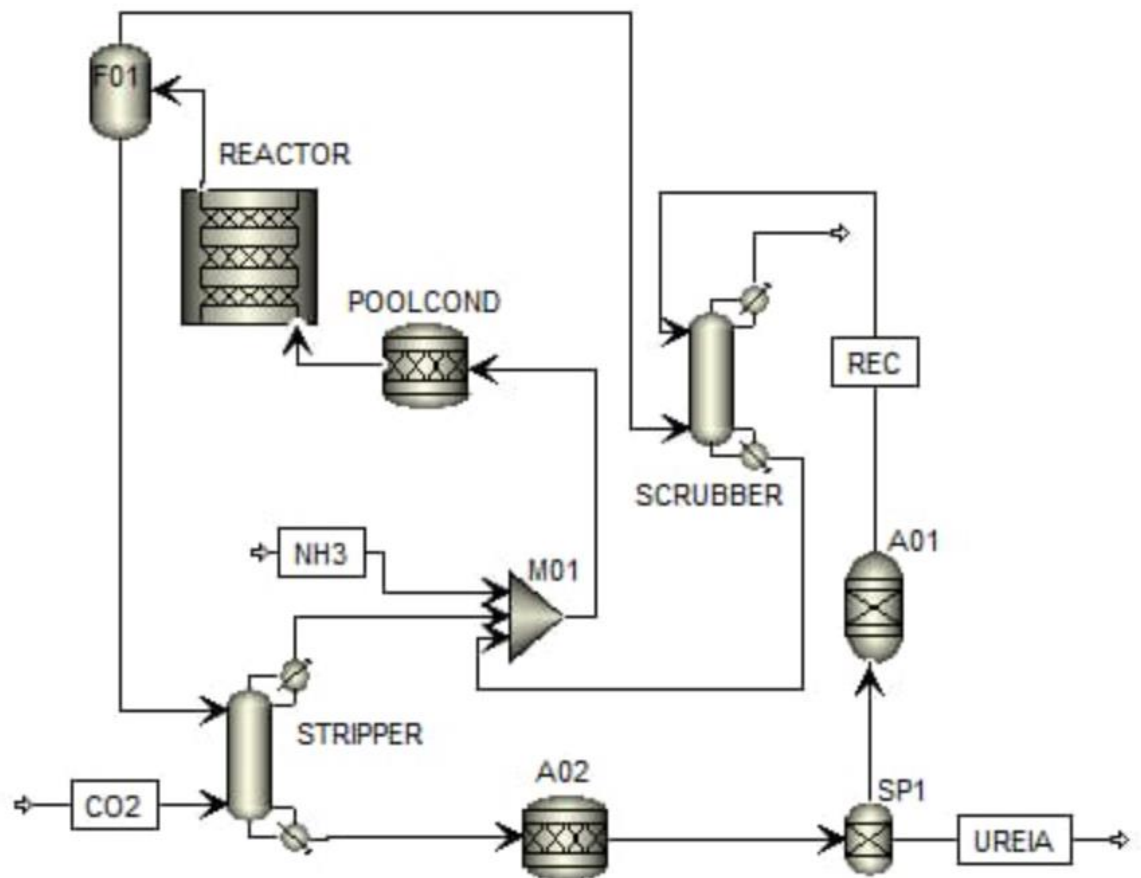 F01
REACTOR
POOLCOND
REC
SCRUBBER
NH3
M01
A01
STRIPPER
A02
CO2
SP1
UREIA